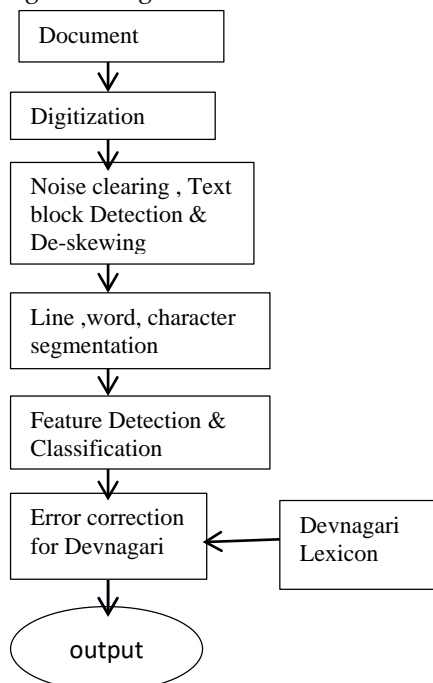 Document
Digitization
Noise clearing , Text
block Detection &
De-skewing
Line ,word, character
segmentation
Feature Detection &
Classification
Error correction
for Devnagari
Devnagari
Lexicon
output